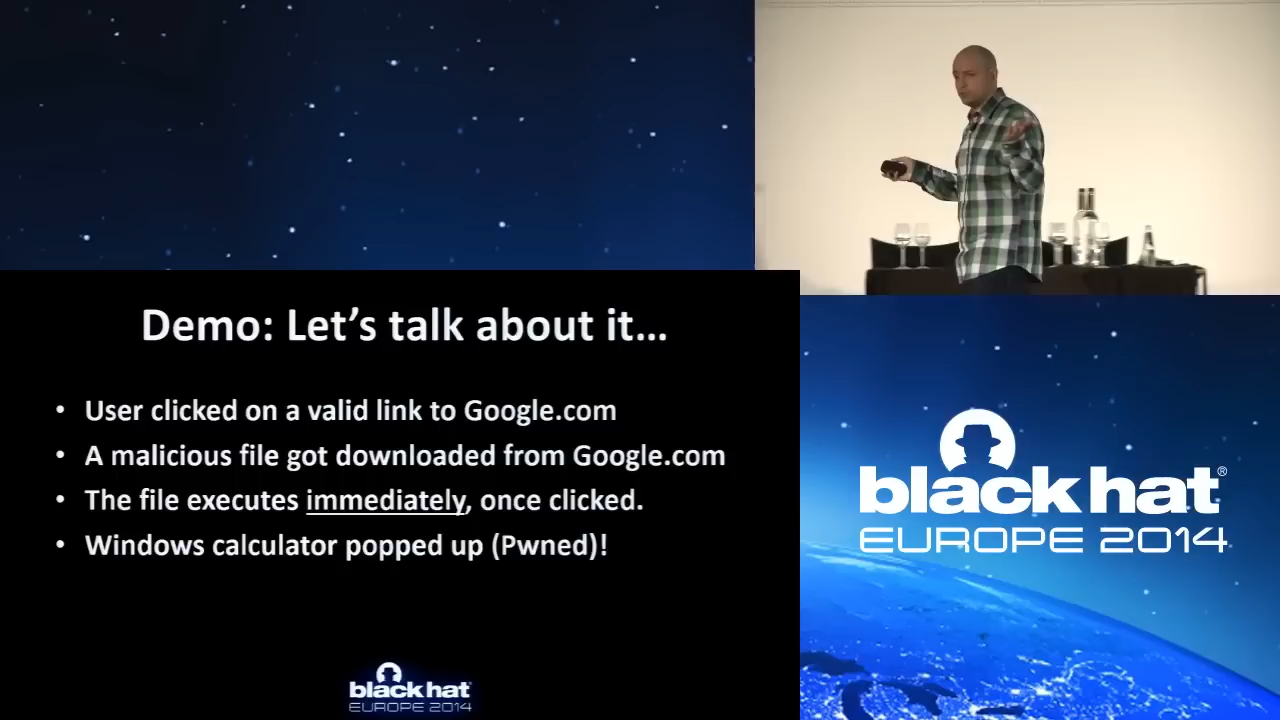 Demo: Let's talk about it…
• User clicked on a valid link to Google.com
• A malicious file got downloaded from Google.com
• The file executes immediately, once clicked.
• Windows calculator popped up (Pwned)!
black hat
EUROPE 2014
black hat®
EUROPE 2014